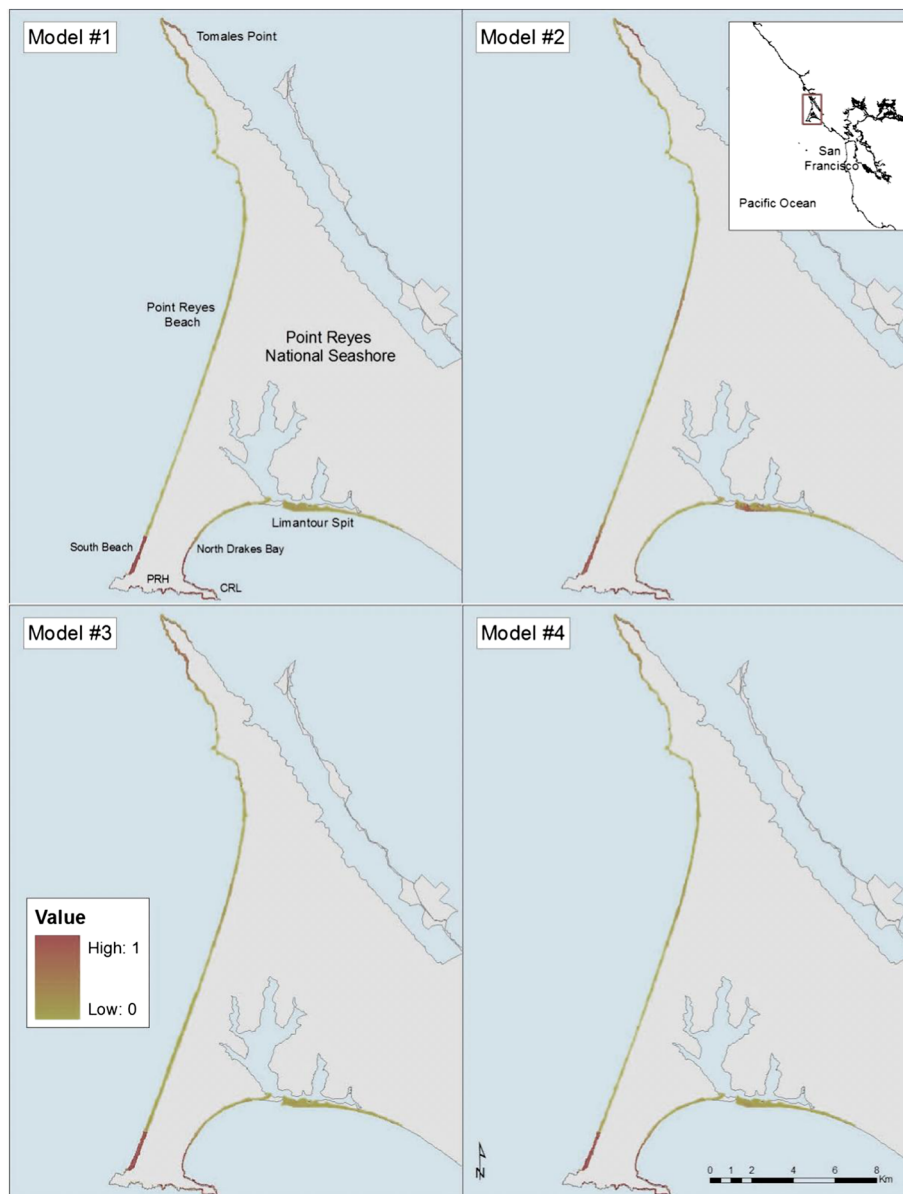 Model #1
Tomales Point
Point Reyes
Beach
Point Reyes
National Seashore
Limantour Spit
South Beach
North Drakes Bay
PRH
CRL
Model #2
San
Francisco
Pacific Ocean
Model #3
Value
High: 1
Low: 0
Model #4
N
0 1 2 4 6 8
Km